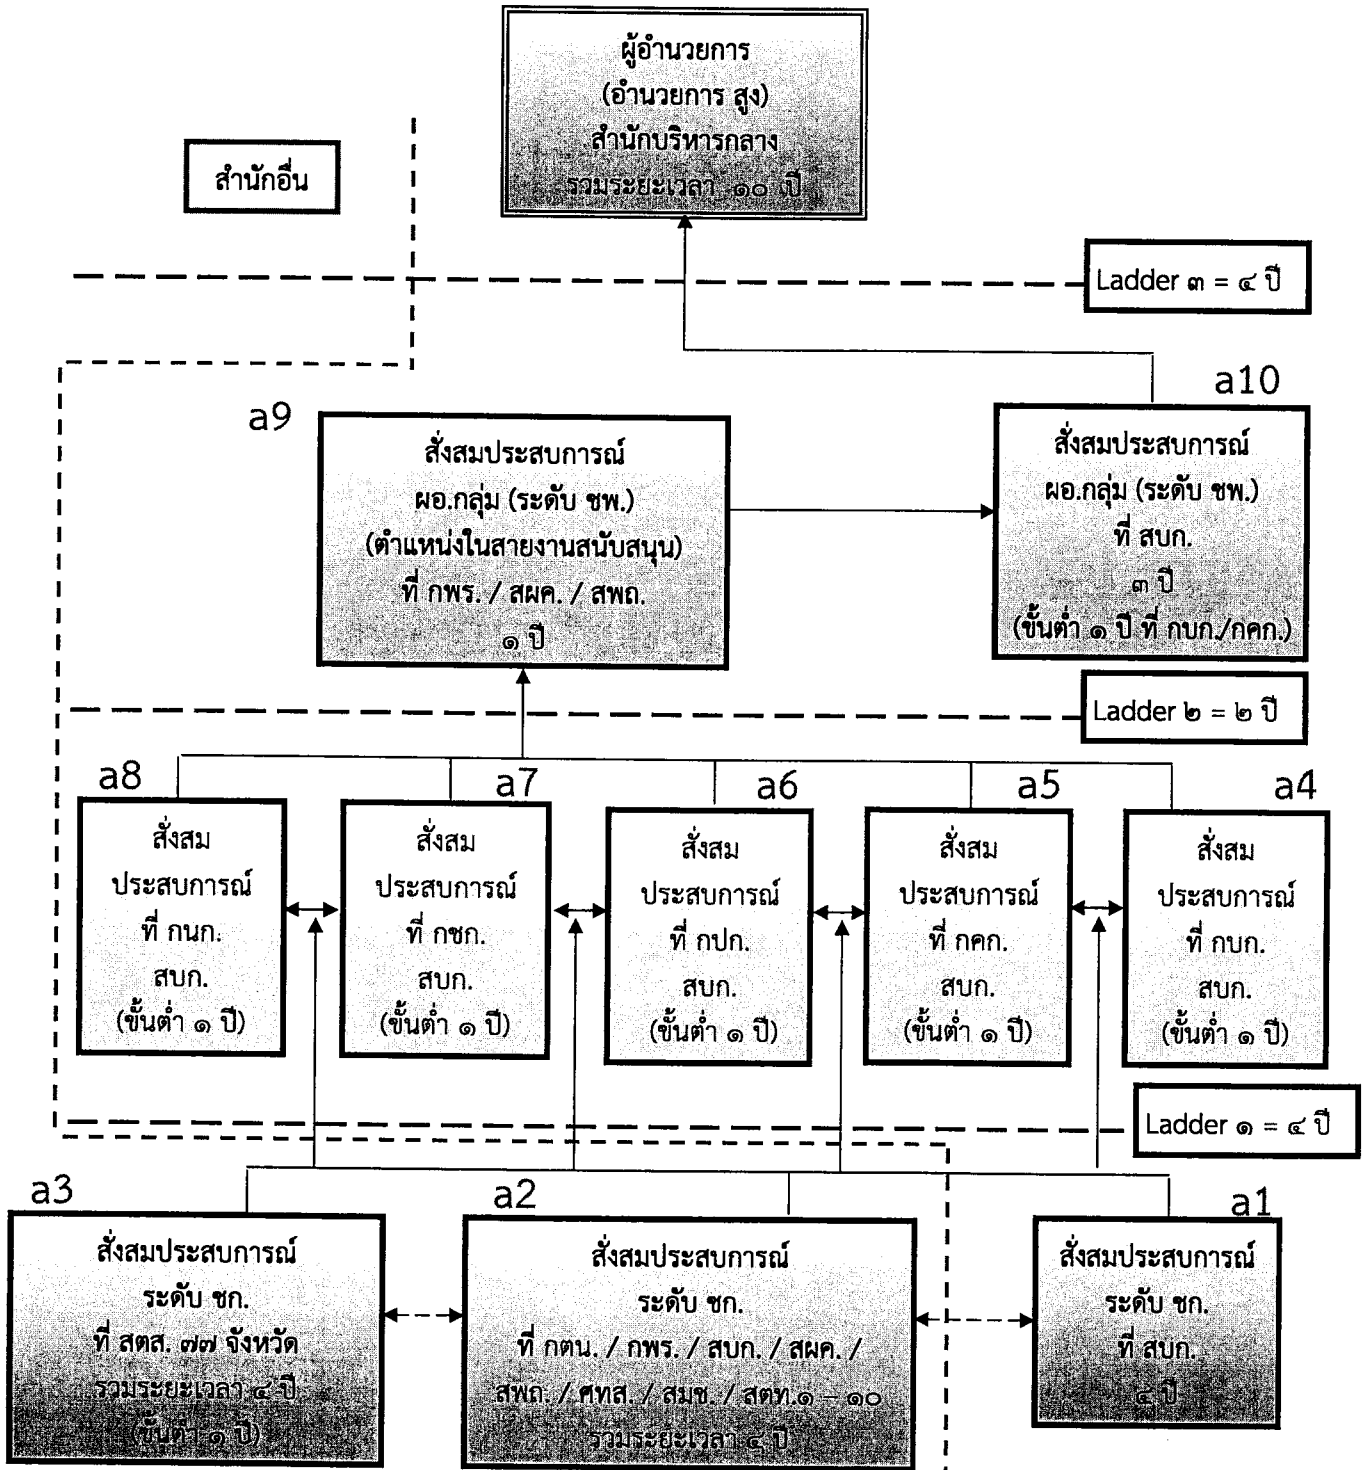 ผู้อำนวยการ
(อำนวยการ สูง)
สำนักบริหารกลาง
รวมระยะเวลา ๑๐ ปี
สำนักอื่น
Ladder ๓ = ๔ ปี
a10
a9
สั่งสมประสบการณ์
ผอ.กลุ่ม (ระดับ ชพ.)
(ตำแหน่งในสายงานสนับสนุน)
ที่ กพร. / สผค. / สพถ.
๑ ปี
สั่งสมประสบการณ์
ผอ.กลุ่ม (ระดับ ชพ.)
ที่ สบก.
๓ ปี
(ขั้นต่ำ ๑ ปี ที่ กบก./กคก.)
Ladder ๒ = ๒ ปี
a8
สั่งสม
ประสบการณ์
ที่ กนก.
สบก.
(ขั้นต่ำ ๑ ปี)
a7
สั่งสม
ประสบการณ์
ที่ กชก.
สบก.
(ขั้นต่ำ ๑ ปี)
a6
สั่งสม
ประสบการณ์
ที่ กปก.
สบก.
(ขั้นต่ำ ๑ ปี)
a5
สั่งสม
ประสบการณ์
ที่ กคก.
สบก.
(ขั้นต่ำ ๑ ปี)
a4
สั่งสม
ประสบการณ์
ที่ กบก.
สบก.
(ขั้นต่ำ ๑ ปี)
Ladder ๑ = ๔ ปี
a3
สั่งสมประสบการณ์
ระดับ ชก.
ที่ สตส. ๗๗ จังหวัด
รวมระยะเวลา ๔ ปี
(ขั้นต่ำ ๑ ปี)
a2
สั่งสมประสบการณ์
ระดับ ชก.
ที่ กตน. / กพร. / สบก. / สผค. /
สพถ. / ศทส. / สมช. / สตท.๑ – ๑๐
รวมระยะเวลา ๔ ปี
a1
สั่งสมประสบการณ์
ระดับ ชก.
ที่ สบก.
๔ ปี